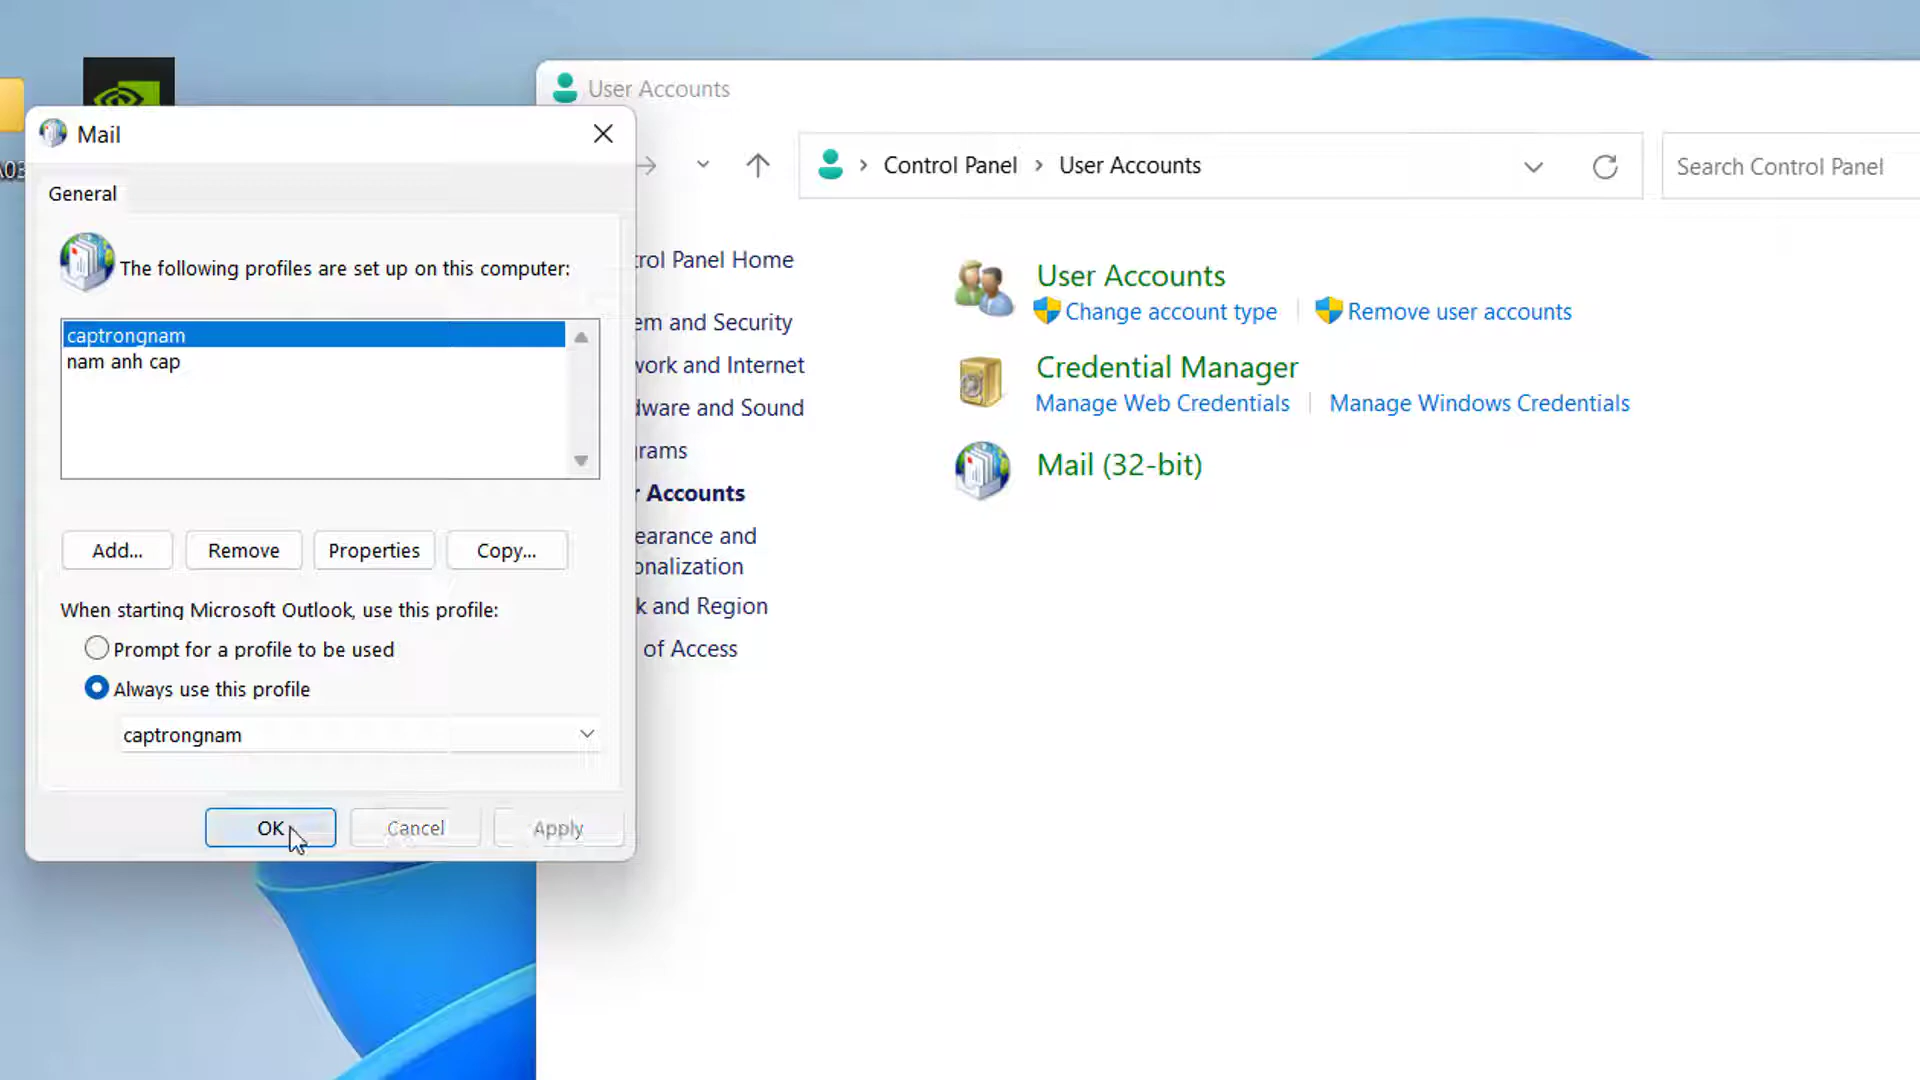 A03
Mail
General
The following profiles are set up on this computer:
captrongnam
nam anh cap
Add...
Remove
Properties
Copy...
When starting Microsoft Outlook, use this profile:
Prompt for a profile to be used
Always use this profile
captrongnam
OK
Cancel
Apply
User Accounts
Control Panel
User Accounts
Search Control Panel
trol Panel Home
em and Security
work and Internet
dware and Sound
grams
r Accounts
earance and
onalization
k and Region
of Access
User Accounts
Change account type
Remove user accounts
Credential Manager
Manage Web Credentials
Manage Windows Credentials
Mail (32-bit)